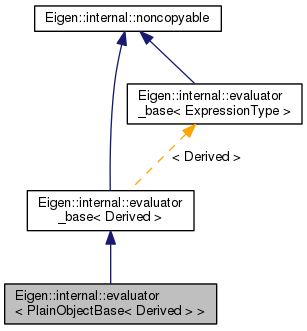 Eigen::internal::noncopyable
Eigen::internal::evaluator
_base< ExpressionType >
< Derived >
Eigen::internal::evaluator
_base< Derived >
Eigen::internal::evaluator
< PlainObjectBase< Derived > >